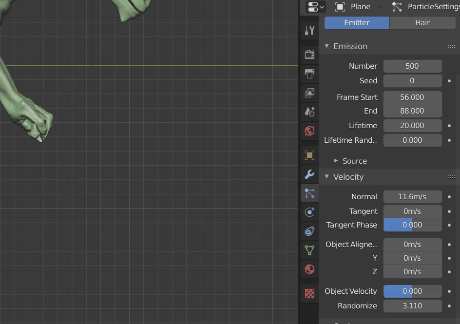 Plane ParticleSettings
Emitter Hair
Emission
Number 500
Seed 0
Frame Start 56.000
End 88.000
Lifetime 20.000
Lifetime Rand.. 0.000
Source
Velocity
Normal 11.6m/s
Tangent 0m/s
Tangent Phase 0.000
Object Aligne.. 0m/s
Y 0m/s
Z 0m/s
Object Velocity 0.000
Randomize 3.110